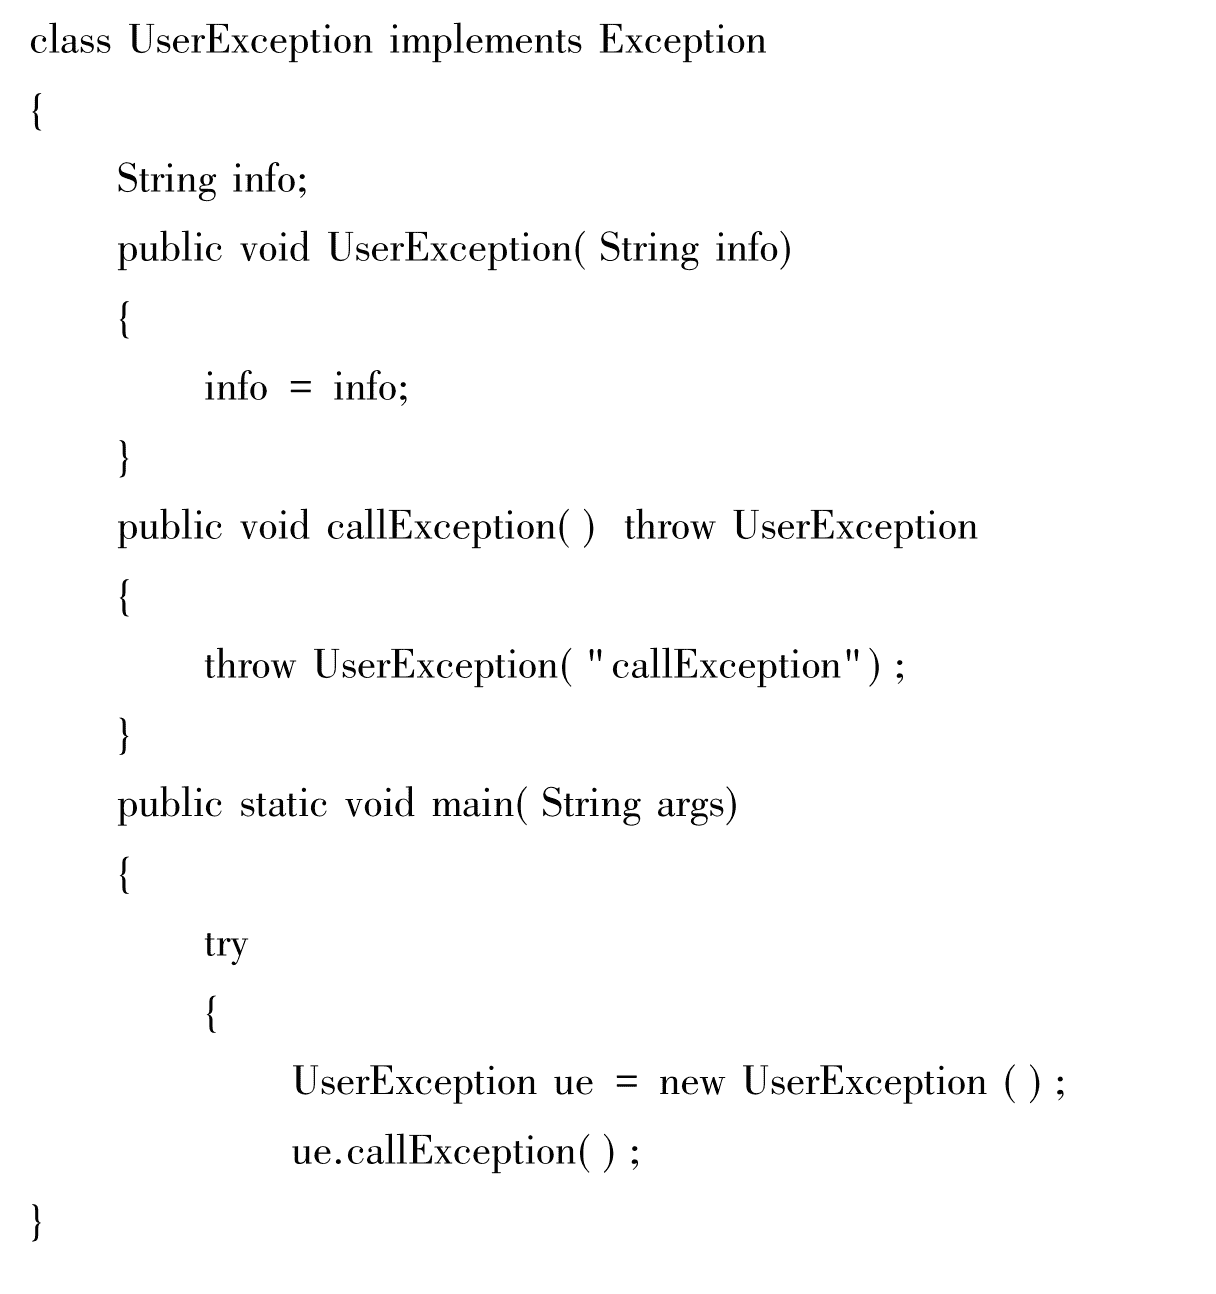 class UserException implements Exception
{
String info;
public void UserException( String info)
{
info = info;
}
public void callException( ) throw UserException
{
throw UserException( "callException") ;
}
public static void main( String args)
{
try
{
UserException ue = new UserException ( ) ;
ue.callException( ) ;
}